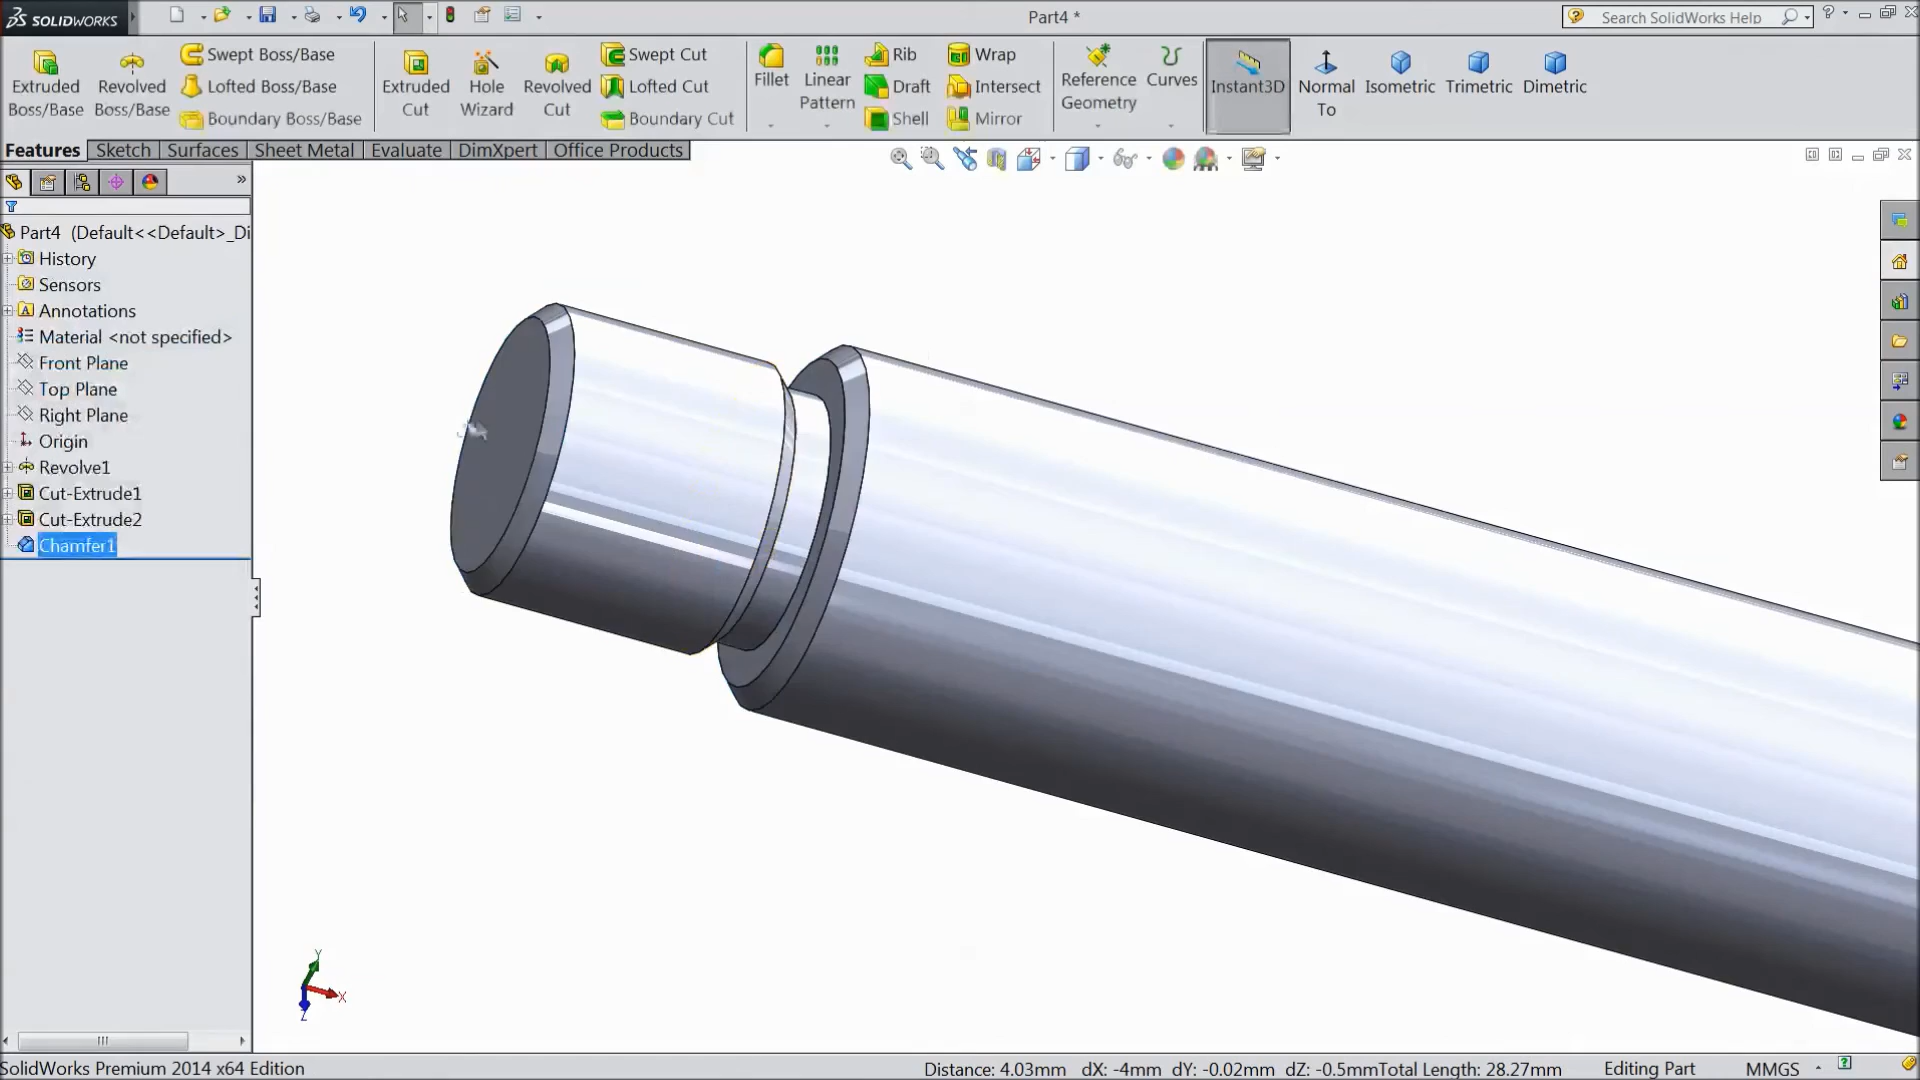 SOLIDWORKS
Part4 *
Search SolidWorks Help
Extruded Boss/Base
Revolved Boss/Base
Swept Boss/Base
Lofted Boss/Base
Boundary Boss/Base
Extruded Cut
Hole Wizard
Revolved Cut
Swept Cut
Lofted Cut
Boundary Cut
Fillet
Linear Pattern
Rib
Draft
Shell
Wrap
Intersect
Mirror
Reference Geometry
Curves
Instant3D
Normal To
Isometric
Trimetric
Dimetric
Features Sketch Surfaces Sheet Metal Evaluate DimXpert Office Products
Part4 (Default<<Default>_Di
History
Sensors
Annotations
Material <not specified>
Front Plane
Top Plane
Right Plane
Origin
Revolve1
Cut-Extrude1
Cut-Extrude2
Chamfer1
Y
X
Z
SolidWorks Premium 2014 x64 Edition
Distance: 4.03mm dX: -4mm dY: -0.02mm dZ: -0.5mmTotal Length: 28.27mm
Editing Part
MMGS